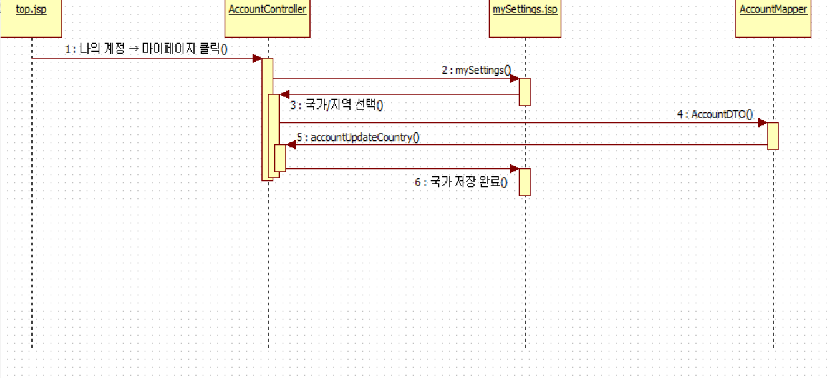 top.jsp
AccountController
mySettings.jsp
AccountMapper
1 : 나의 계정 → 마이페이지 클릭()
2 : mySettings()
3 : 국가/지역 선택()
4 : AccountDTO()
5 : accountUpdateCountry()
6 : 국가 저장 완료()